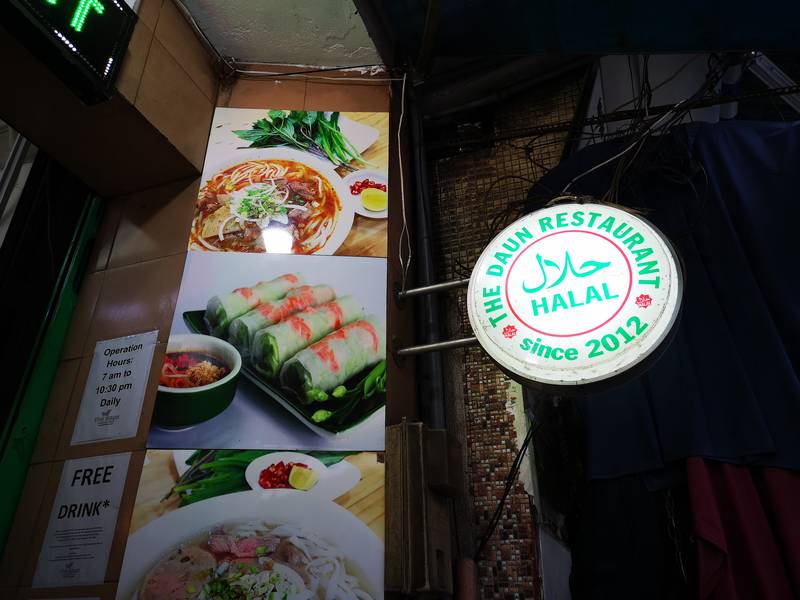 THE DAUN RESTAURANT
حلال
HALAL
since 2012
Operation
Hours:
7 am to
10:30 pm
Daily
FREE
DRINK*